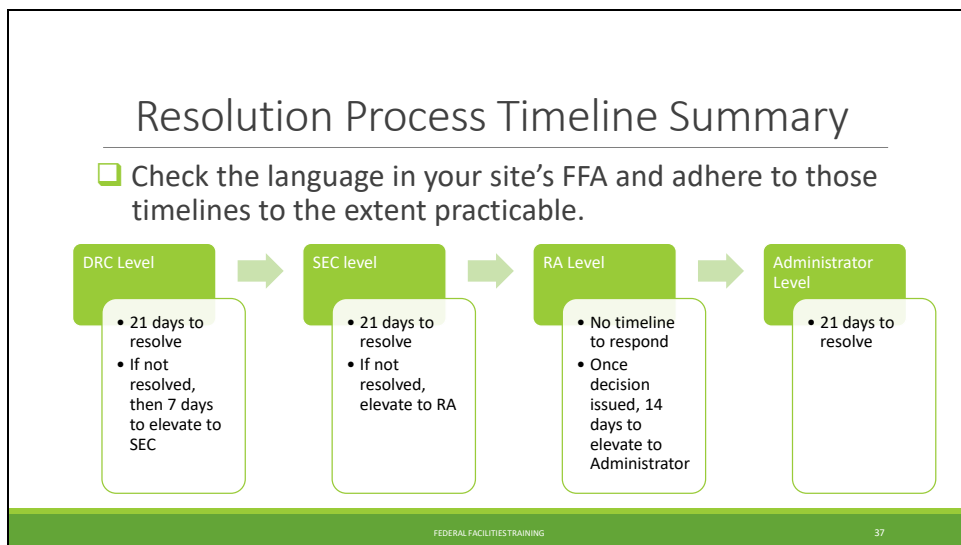 Resolution Process Timeline Summary
Check the language in your site's FFA and adhere to those
timelines to the extent practicable.
DRC Level
• 21 days to
resolve
• If not
resolved,
then 7 days
to elevate to
SEC
SEC level
• 21 days to
resolve
• If not
resolved,
elevate to RA
RA Level
• No timeline
to respond
• Once
decision
issued, 14
days to
elevate to
Administrator
Administrator
Level
• 21 days to
resolve
FEDERAL FACILITIES TRAINING
37